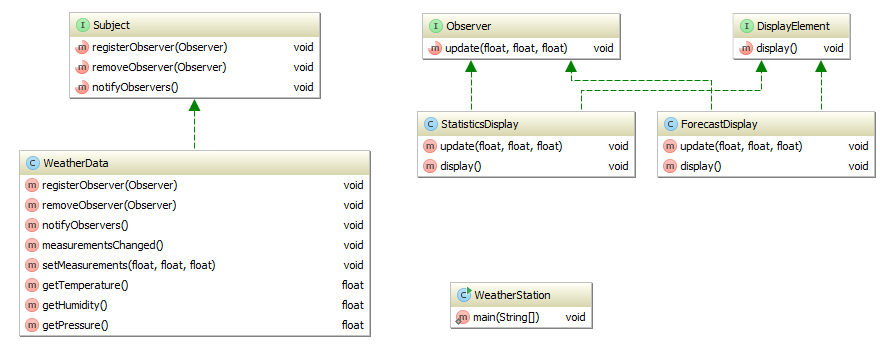 I Subject
m registerObserver(Observer) void
m removeObserver(Observer) void
m notifyObservers() void
I Observer
m update(float, float, float) void
I DisplayElement
m display() void
C StatisticsDisplay
m update(float, float, float) void
m display() void
C ForecastDisplay
m update(float, float, float) void
m display() void
C WeatherData
m registerObserver(Observer) void
m removeObserver(Observer) void
m notifyObservers() void
m measurementsChanged() void
m setMeasurements(float, float, float) void
m getTemperature() float
m getHumidity() float
m getPressure() float
C WeatherStation
m main(String[]) void